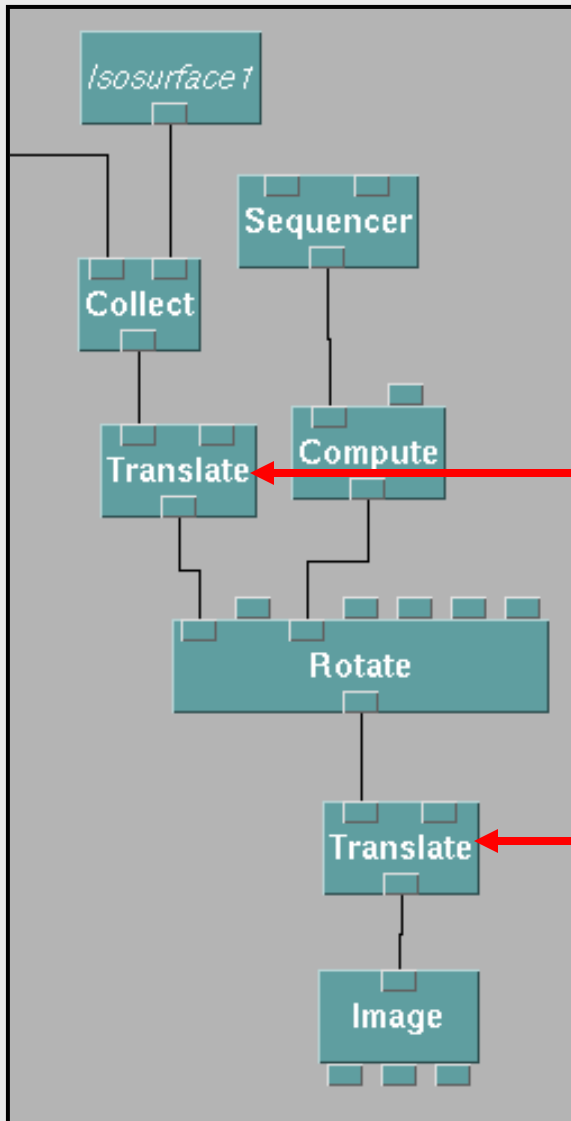 Isosurface1
Sequencer
Collect
Compute
Translate
Rotate
Translate
Image